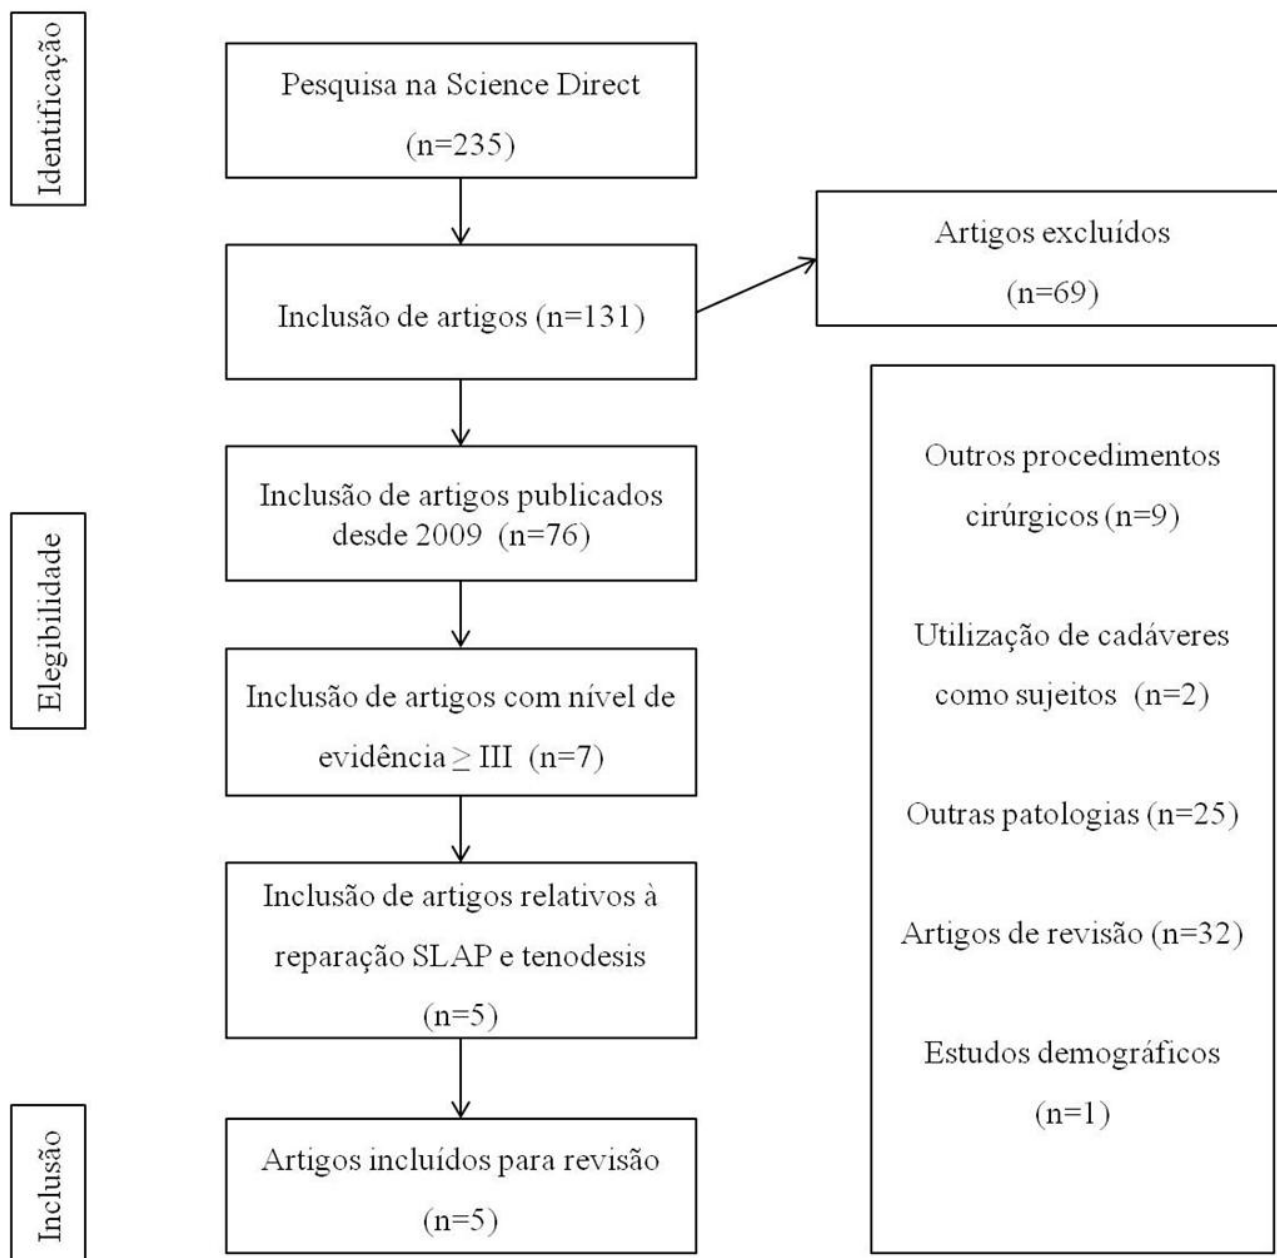 Identificação
Pesquisa na Science Direct
(n=235)
Artigos excluídos
(n=69)
Inclusão de artigos (n=131)
Outros procedimentos
cirúrgicos (n=9)
Inclusão de artigos publicados
desde 2009 (n=76)
Elegibilidade
Utilização de cadáveres
como sujeitos (n=2)
Inclusão de artigos com nível de
evidência ≥ III (n=7)
Outras patologias (n=25)
Inclusão de artigos relativos à
reparação SLAP e tenodesis
(n=5)
Artigos de revisão (n=32)
Estudos demográficos
(n=1)
Inclusão
Artigos incluídos para revisão
(n=5)